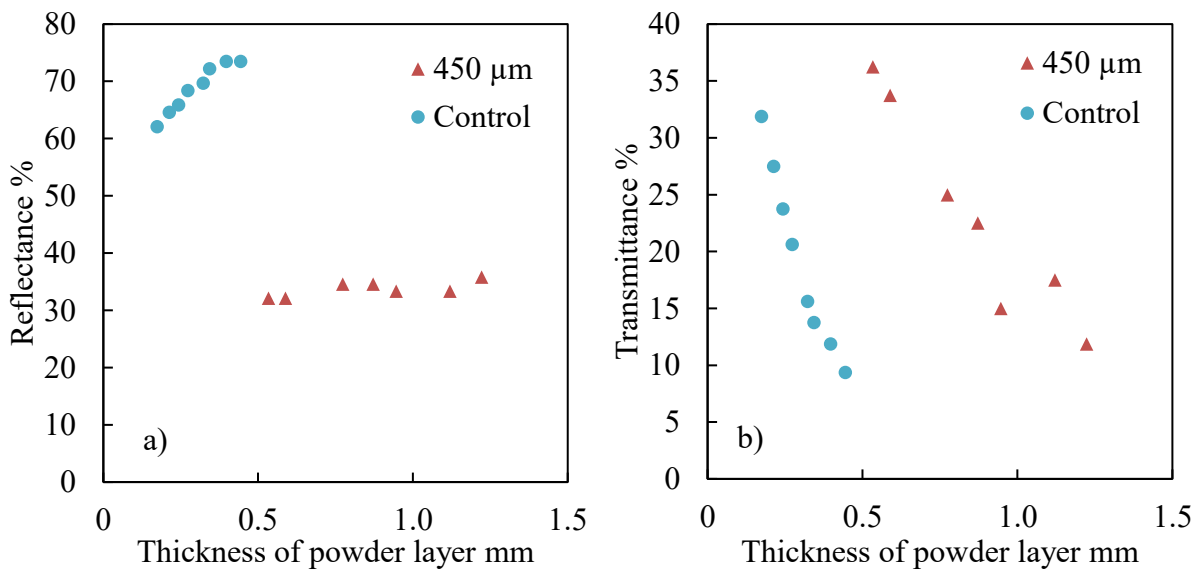 80
70
60
50
40
30
20
10
0
Reflectance %
450 µm
Control
a)
0
0.5
1.0
1.5
Thickness of powder layer mm
40
35
30
25
20
15
10
5
0
Transmittance %
450 µm
Control
b)
0
0.5
1.0
1.5
Thickness of powder layer mm